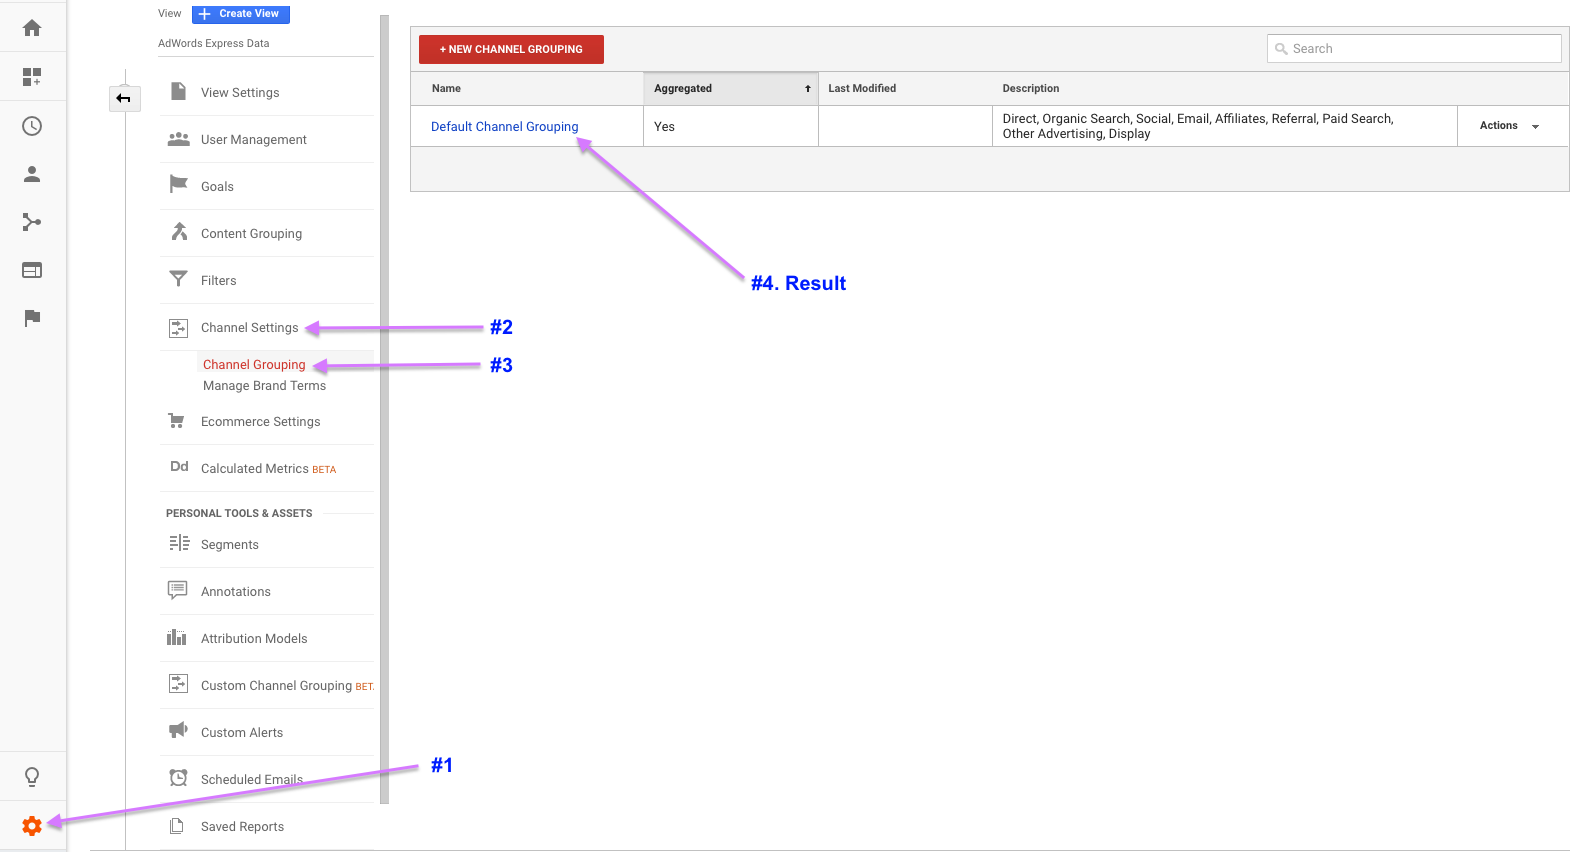 View
Create View
AdWords Express Data
View Settings
User Management
Goals
Content Grouping
Filters
Channel Settings
Channel Grouping
Manage Brand Terms
Ecommerce Settings
Dd
Calculated Metrics BETA
PERSONAL TOOLS & ASSETS
Segments
Annotations
Attribution Models
Custom Channel Grouping BET
Custom Alerts
Scheduled Emails
Saved Reports
+ NEW CHANNEL GROUPING
Search
Name
Aggregated
Last Modified
Description
Default Channel Grouping
Yes
Direct, Organic Search, Social, Email, Affiliates, Referral, Paid Search,
Other Advertising, Display
Actions
#4. Result
#2
#3
#1